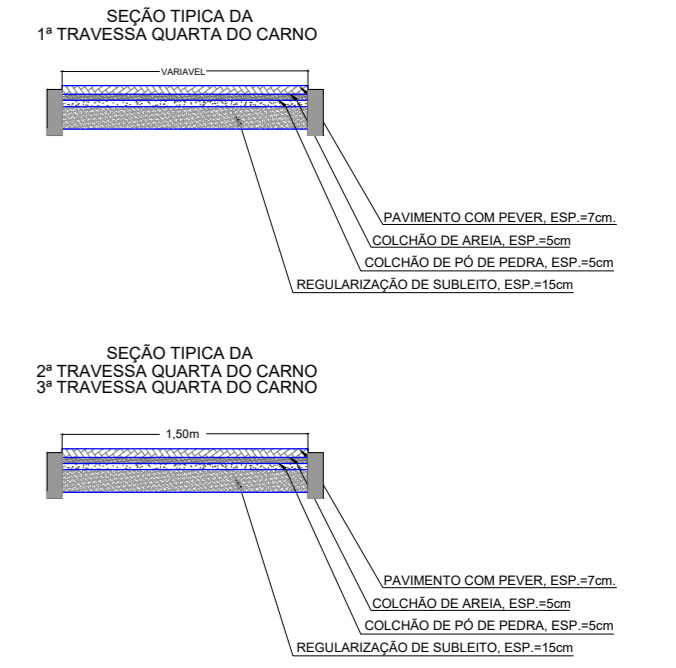 SEÇÃO TIPICA DA
1ª TRAVESSA QUARTA DO CARNO
VARIAVEL
PAVIMENTO COM PEVER, ESP.=7cm.
COLCHÃO DE AREIA, ESP.=5cm
COLCHÃO DE PÓ DE PEDRA, ESP.=5cm
REGULARIZAÇÃO DE SUBLEITO, ESP.=15cm
SEÇÃO TIPICA DA
2ª TRAVESSA QUARTA DO CARNO
3ª TRAVESSA QUARTA DO CARNO
1,50m
PAVIMENTO COM PEVER, ESP.=7cm.
COLCHÃO DE AREIA, ESP.=5cm
COLCHÃO DE PÓ DE PEDRA, ESP.=5cm
REGULARIZAÇÃO DE SUBLEITO, ESP.=15cm